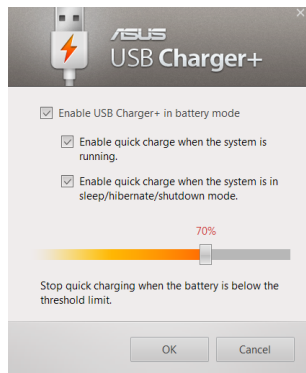 ASUS
USB Charger+
Enable USB Charger+ in battery mode
Enable quick charge when the system is
running.
Enable quick charge when the system is in
sleep/hibernate/shutdown mode.
70%
Stop quick charging when the battery is below the
threshold limit.
OK
Cancel